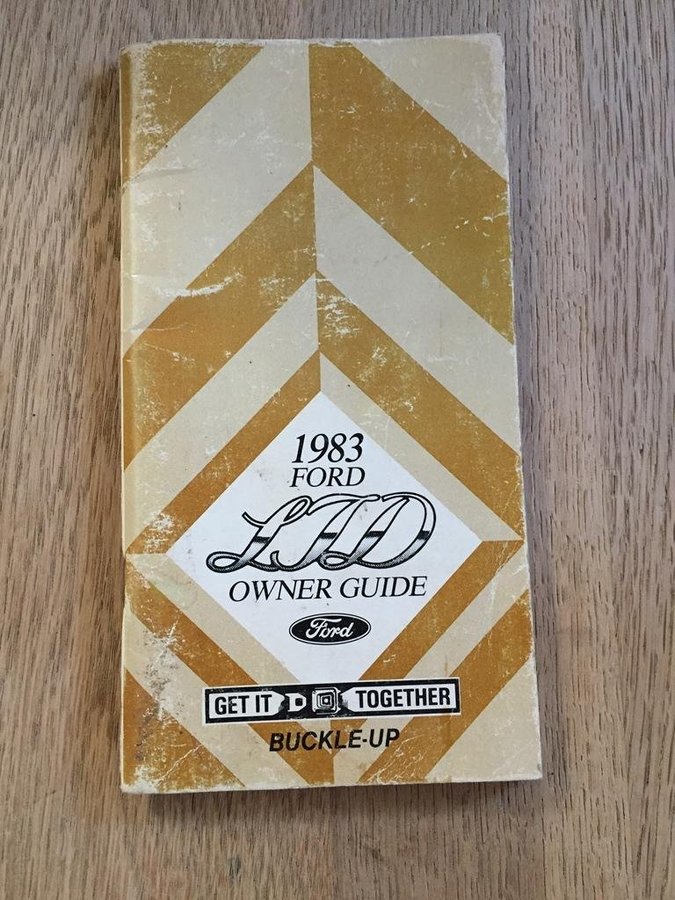 1983
FORD
LTD
OWNER GUIDE
Ford
GET IT TOGETHER
BUCKLE-UP